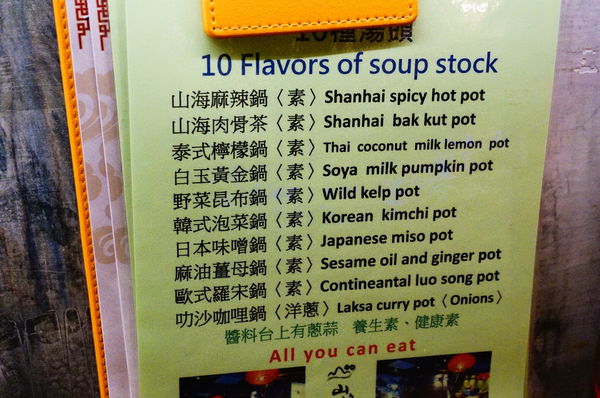 10種湯頭
10 Flavors of soup stock
山海麻辣鍋〈素〉Shanhai spicy hot pot
山海肉骨茶〈素〉Shanhai bak kut pot
泰式檸檬鍋〈素〉Thai coconut milk lemon pot
白玉黃金鍋〈素〉Soya milk pumpkin pot
野菜昆布鍋〈素〉Wild kelp pot
韓式泡菜鍋〈素〉Korean kimchi pot
日本味噌鍋〈素〉Japanese miso pot
麻油薑母鍋〈素〉Sesame oil and ginger pot
歐式羅宋鍋〈素〉Contineantal luo song pot
叻沙咖哩鍋〈洋蔥〉Laksa curry pot〈Onions〉
醬料台上有蔥蒜 養生素、健康素
All you can eat